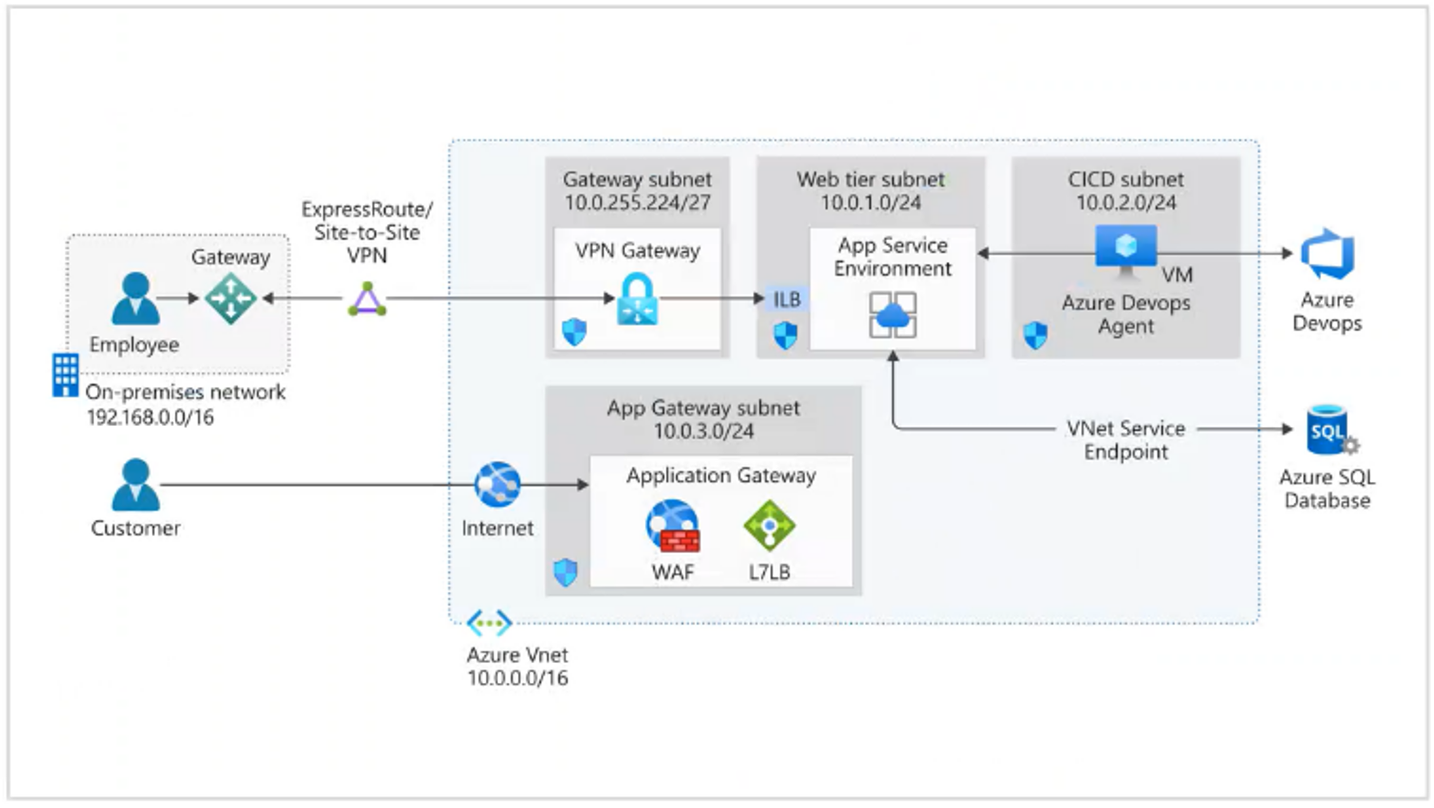 ExpressRoute/
Site-to-Site
VPN
Gateway
Employee
On-premises network
192.168.0.0/16
Customer
Internet
Gateway subnet
10.0.255.224/27
VPN Gateway
Web tier subnet
10.0.1.0/24
ILB
App Service
Environment
CICD subnet
10.0.2.0/24
VM
Azure Devops
Agent
Azure
Devops
App Gateway subnet
10.0.3.0/24
Application Gateway
WAF
L7LB
VNet Service
Endpoint
SQL
Azure SQL
Database
Azure Vnet
10.0.0.0/16